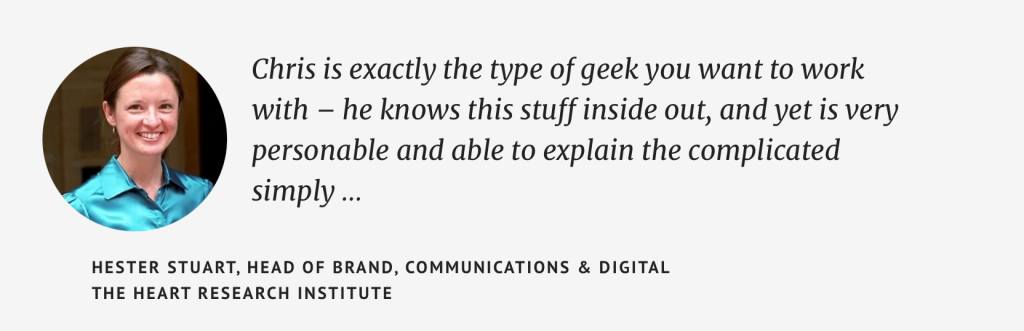 Chris is exactly the type of geek you want to work
with – he knows this stuff inside out, and yet is very
personable and able to explain the complicated
simply ...
HESTER STUART, HEAD OF BRAND, COMMUNICATIONS & DIGITAL
THE HEART RESEARCH INSTITUTE